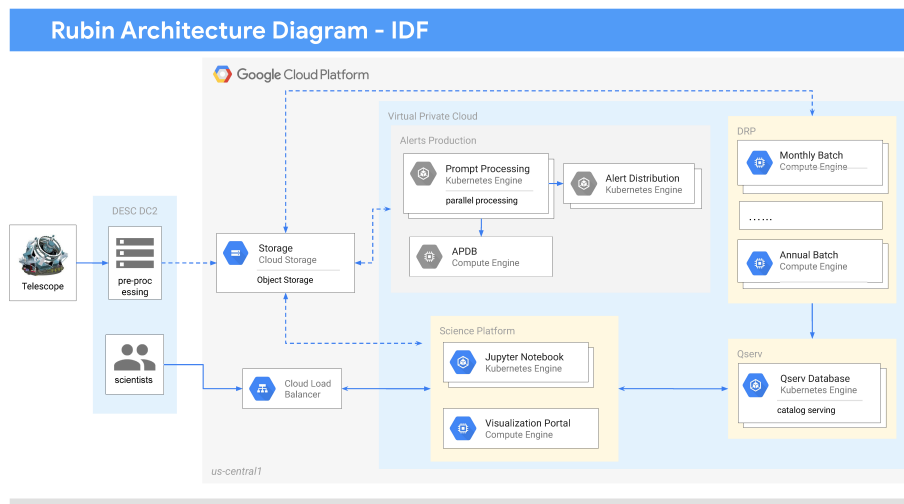 Rubin Architecture Diagram - IDF
Google Cloud Platform
Virtual Private Cloud
Alerts Production
Prompt Processing
Kubernetes Engine
parallel processing
Alert Distribution
Kubernetes Engine
APDB
Compute Engine
DRP
Monthly Batch
Compute Engine
......
Annual Batch
Compute Engine
DESC DC2
Telescope
pre-proc
essing
scientists
Storage
Cloud Storage
Object Storage
Cloud Load
Balancer
Science Platform
Jupyter Notebook
Kubernetes Engine
Visualization Portal
Compute Engine
Qserv
Qserv Database
Kubernetes Engine
catalog serving
us-central1